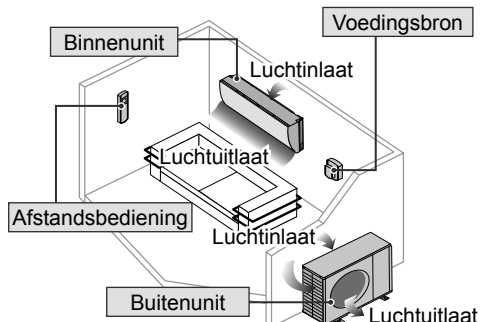 Voedingsbron
Binnenunit
Luchtinlaat
Luchtuitlaat
Afstandsbediening
Luchtinlaat
Buitenunit
Luchtuitlaat